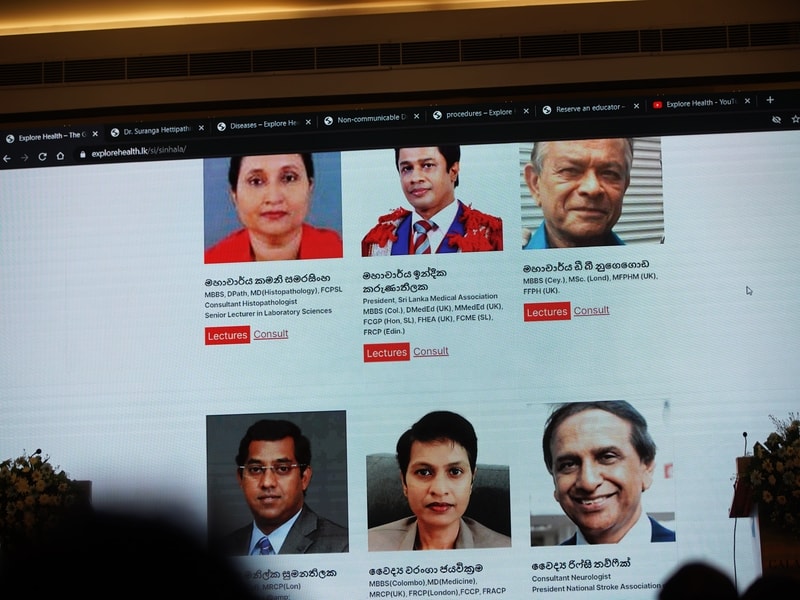 Explore Health – The G
Dr. Suranga Hettipath
Diseases – Explore He
Non-communicable D
procedures – Explore
Reserve an educator –
Explore Health - YouT
explorehealth.lk/si/sinhala/
මහාචාර්ය කමනි සමරසිංහ
MBBS, DPath, MD(Histopathology), FCPSL
Consultant Histopathologist
Senior Lecturer in Laboratory Sciences
Lectures Consult
මහාචාර්ය ඉන්දික
කරුණාතිලක
President, Sri Lanka Medical Association
MBBS (Col.), DMedEd (UK), MMedEd (UK),
FCGP (Hon, SL), FHEA (UK), FCME (SL),
FRCP (Edin.)
Lectures Consult
මහාචාර්ය ඩී බී නුගෙගොඩ
MBBS (Cey.), MSc. (Lond), MFPHM (UK),
FFPH (UK).
Lectures Consult
සුමනතිලක
MRCP(Lon)
වෛද්‍ය වරංගා ජයවික්‍රම
MBBS(Colombo),MD(Medicine),
MRCP(UK), FRCP(London),FCCP, FRACP
වෛද්‍ය රිෆ්සි තව්ෆීක්
Consultant Neurologist
President National Stroke Association